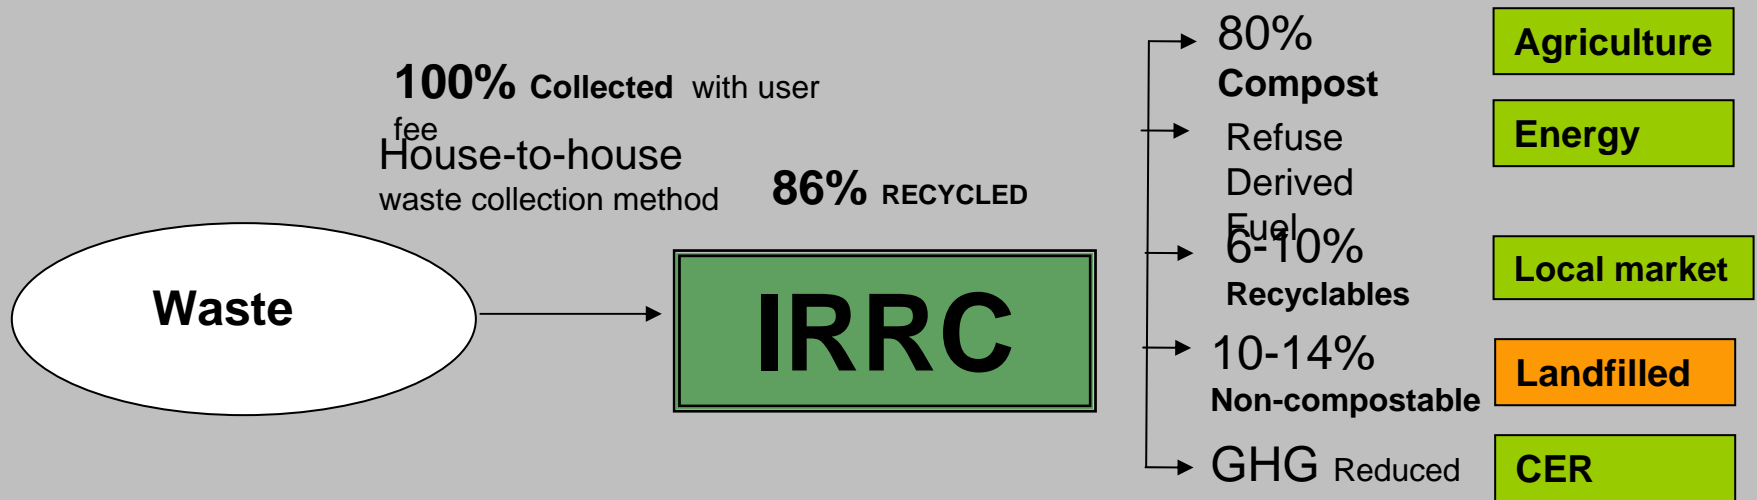 100% Collected with user
fee
House-to-house
waste collection method
86% RECYCLED
Waste
IRRC
80%
Compost
Refuse
Derived
Fuel
6-10%
Recyclables
10-14%
Non-compostable
GHG Reduced
Agriculture
Energy
Local market
Landfilled
CER